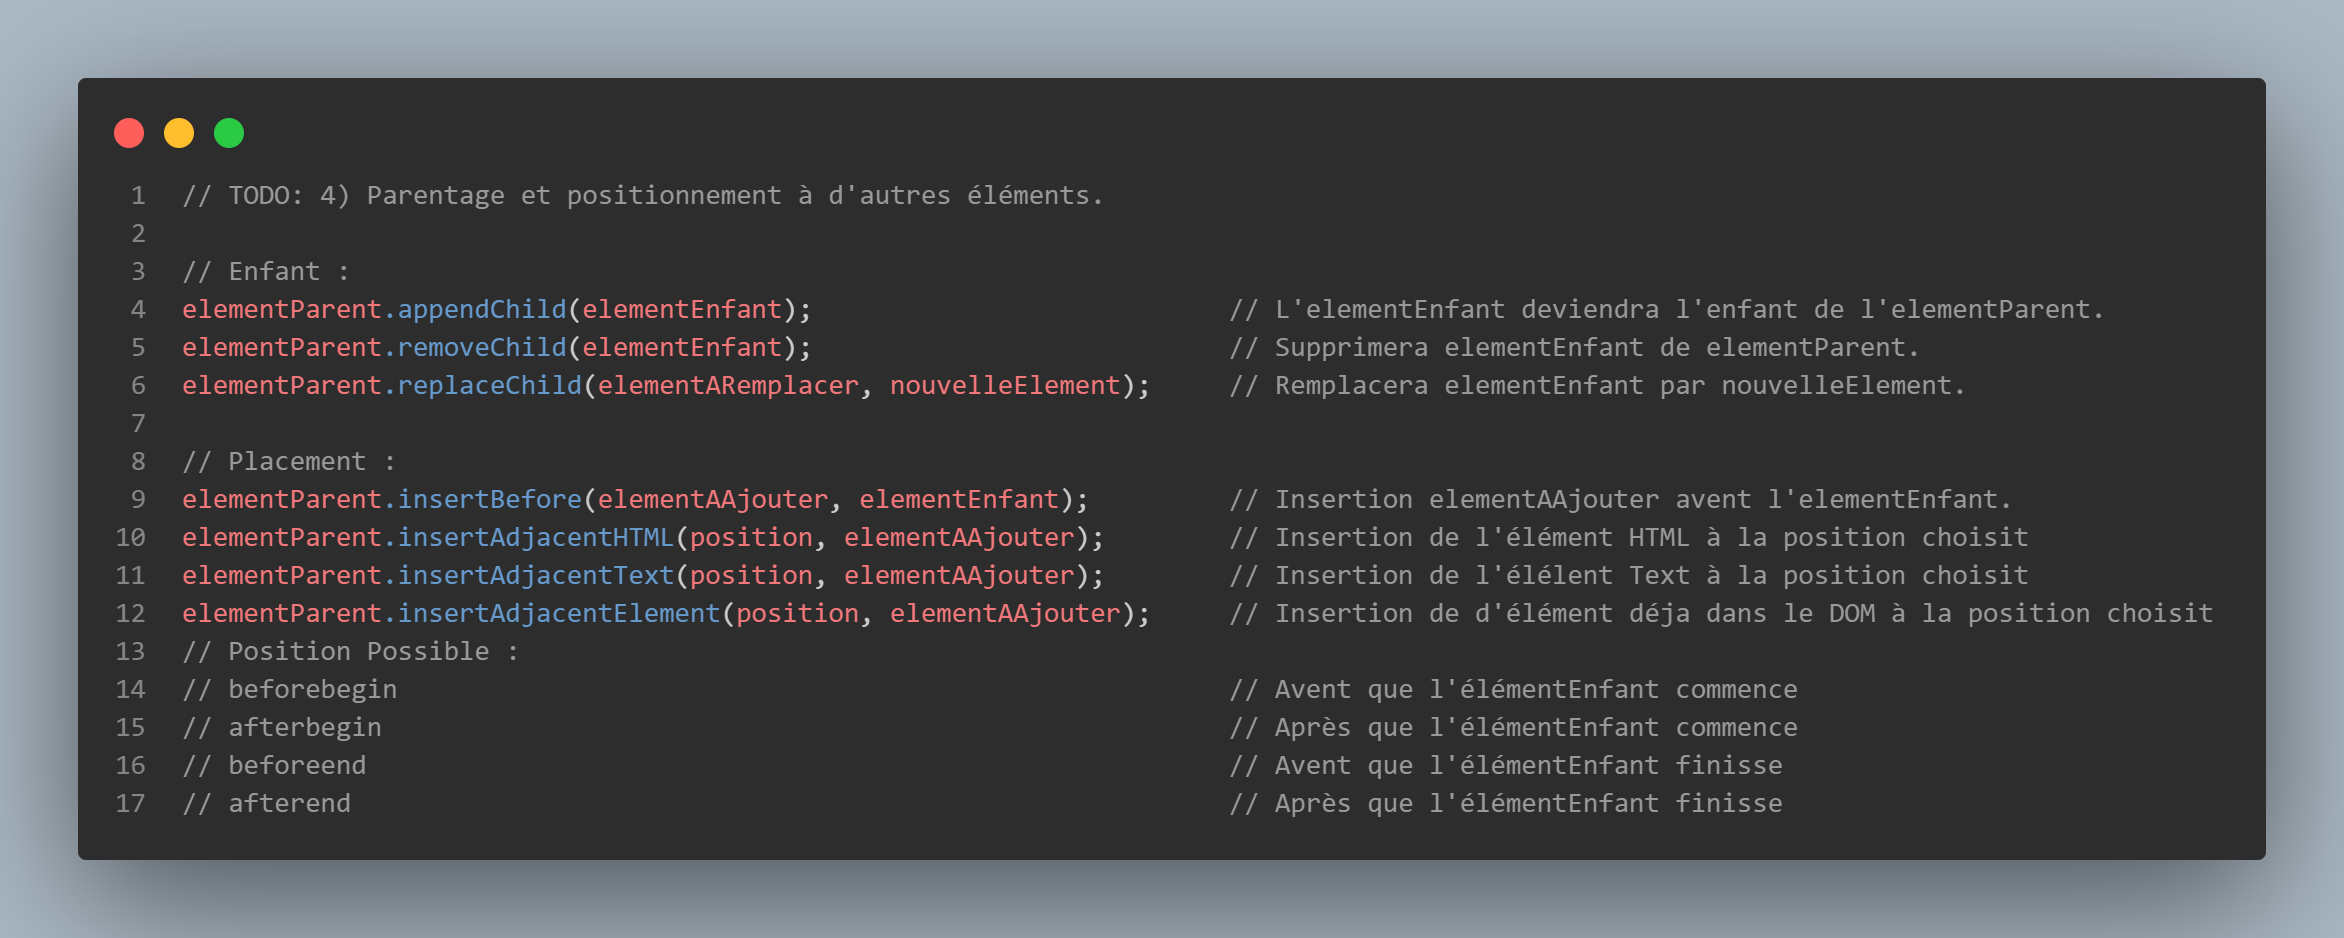 1 // TODO: 4) Parentage et positionnement à d'autres éléments.
2
3 // Enfant :
4 elementParent.appendChild(elementEnfant); // L'elementEnfant deviendra l'enfant de l'elementParent.
5 elementParent.removeChild(elementEnfant); // Supprimera elementEnfant de elementParent.
6 elementParent.replaceChild(elementARemplacer, nouvelleElement); // Remplacera elementEnfant par nouvelleElement.
7
8 // Placement :
9 elementParent.insertBefore(elementAAjouter, elementEnfant); // Insertion elementAAjouter avent l'elementEnfant.
10 elementParent.insertAdjacentHTML(position, elementAAjouter); // Insertion de l'élément HTML à la position choisit
11 elementParent.insertAdjacentText(position, elementAAjouter); // Insertion de l'élélent Text à la position choisit
12 elementParent.insertAdjacentElement(position, elementAAjouter); // Insertion de d'élément déja dans le DOM à la position choisit
13 // Position Possible :
14 // beforebegin // Avent que l'élémentEnfant commence
15 // afterbegin // Après que l'élémentEnfant commence
16 // beforeend // Avent que l'élémentEnfant finisse
17 // afterend // Après que l'élémentEnfant finisse